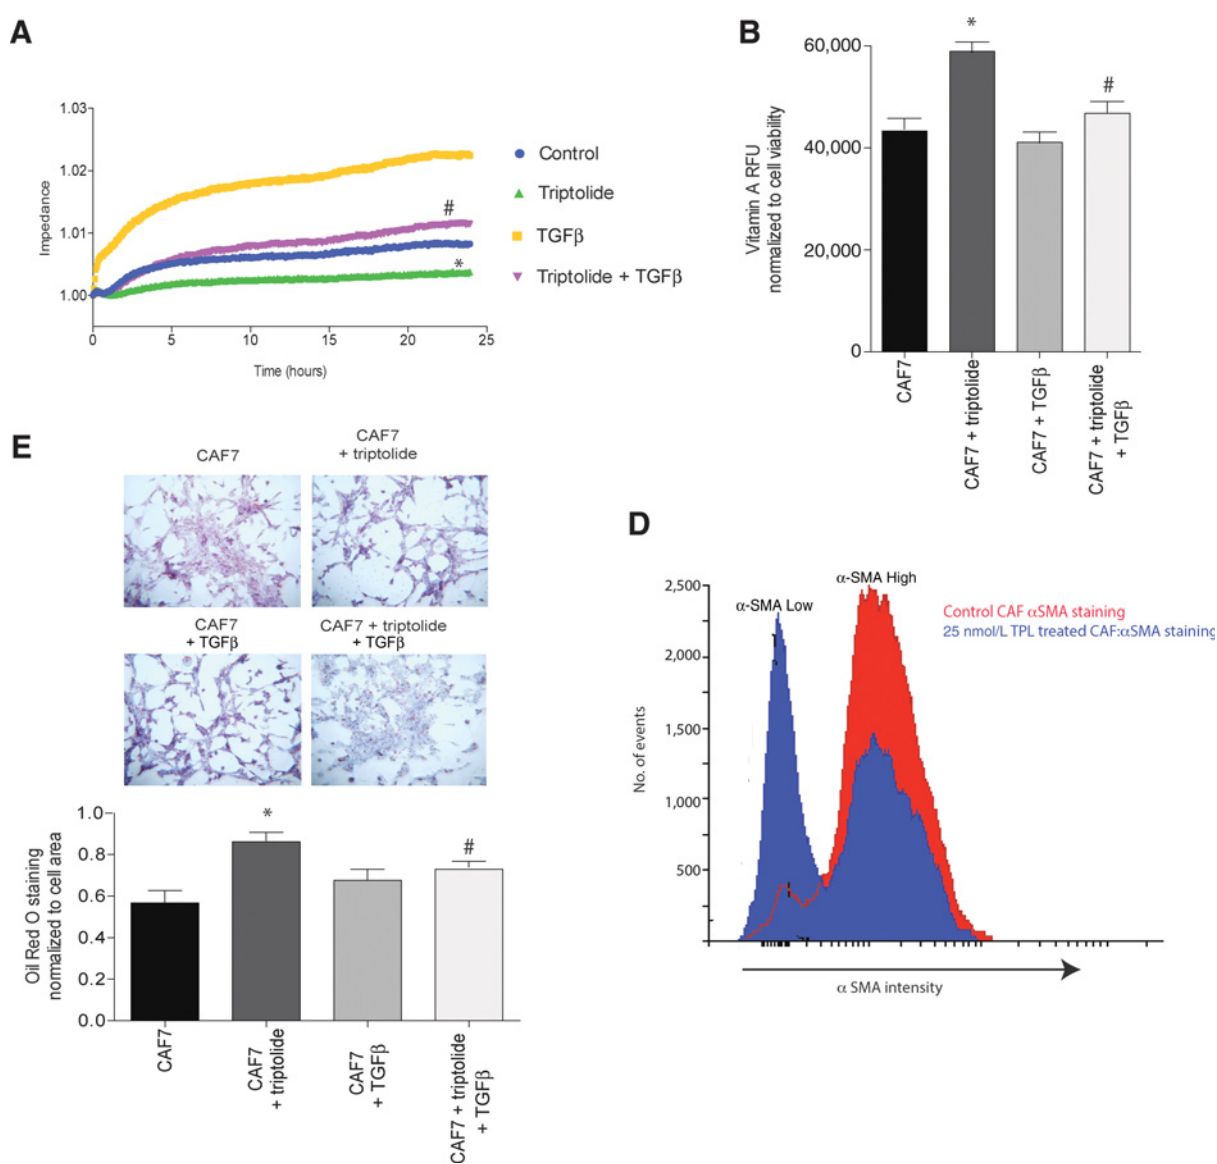 A
1.03
1.02
1.01
1.00
Impedance
0
5
10
15
20
25
Time (hours)
#
*
Control
Triptolide
TGFβ
Triptolide + TGFβ
B
60,000
40,000
20,000
0
Vitamin A RFU
normalized to cell viability
*
#
CAF7
CAF7 + triptolide
CAF7 + TGFβ
CAF7 + triptolide
+ TGFβ
E
CAF7
CAF7
+ triptolide
CAF7
+ TGFβ
CAF7 + triptolide
+ TGFβ
1.0
0.8
0.6
0.4
0.2
0.0
Oil Red O staining
normalized to cell area
*
#
CAF7
CAF7
+ triptolide
CAF7
+ TGFβ
CAF7 + triptolide
+ TGFβ
D
α-SMA Low
α-SMA High
Control CAF αSMA staining
25 nmol/L TPL treated CAF:αSMA staining
2,500
2,000
1,500
1,000
500
No. of events
α SMA intensity